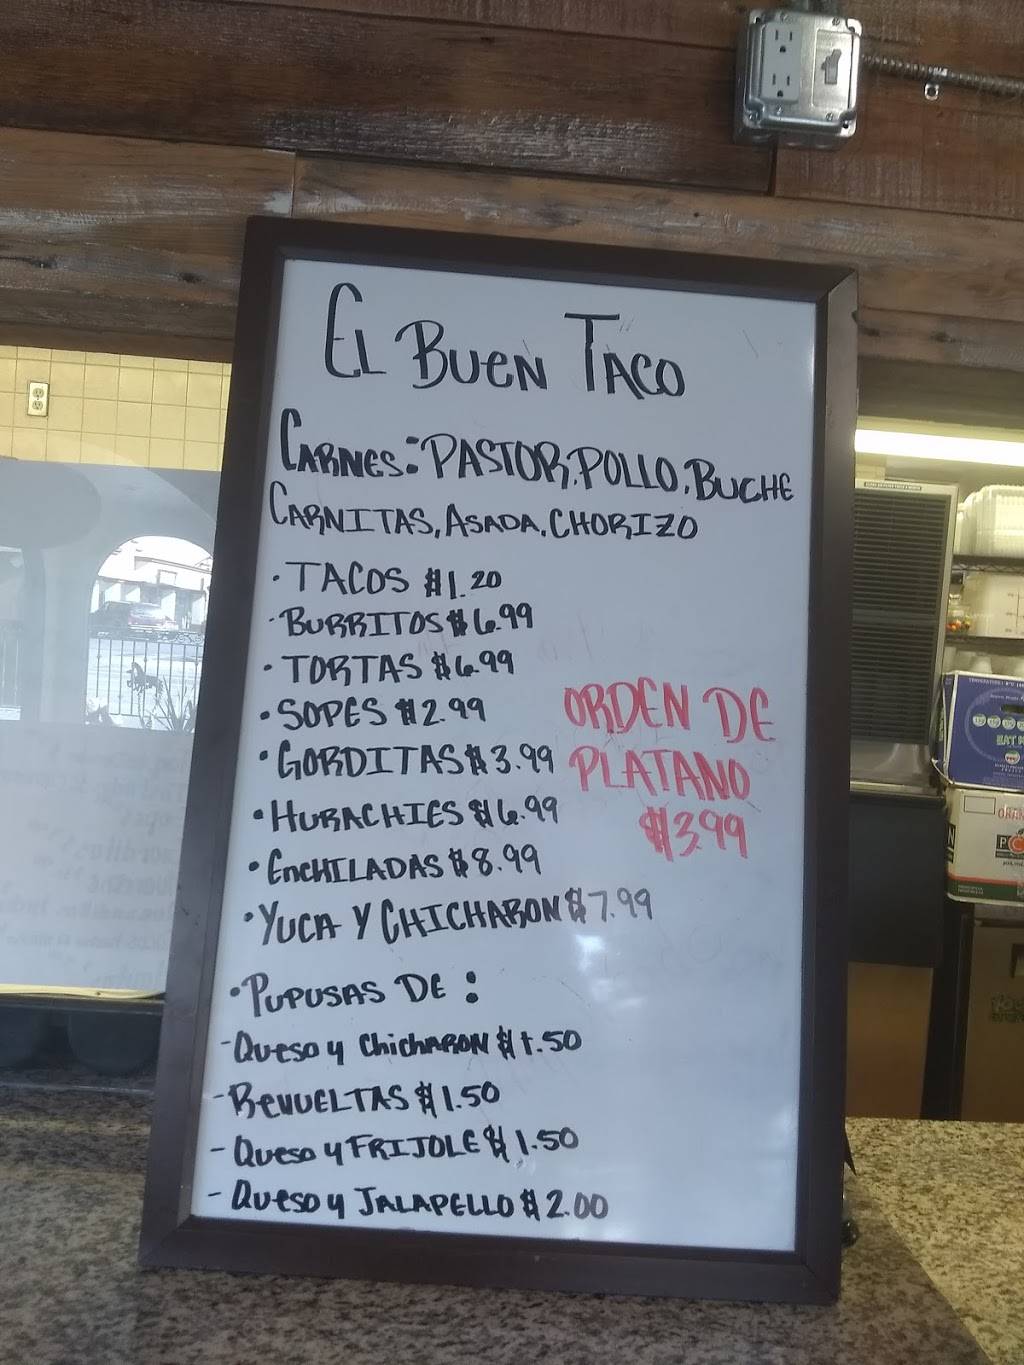 El Buen Taco
Carnes: Pastor, Pollo, Buche
Carnitas, Asada, Chorizo
· Tacos $1.20
· Burritos $6.99
· Tortas $6.99
· Sopes $2.99
· Gorditas $3.99
· Hurachies $6.99
· Enchiladas $8.99
· Yuca y Chicharon $7.99
Orden de
Platano
$3.99
· Pupusas de :
- Queso y Chicharon $1.50
- Revueltas $1.50
- Queso y Frijole $1.50
- Queso y Jalapello $2.00